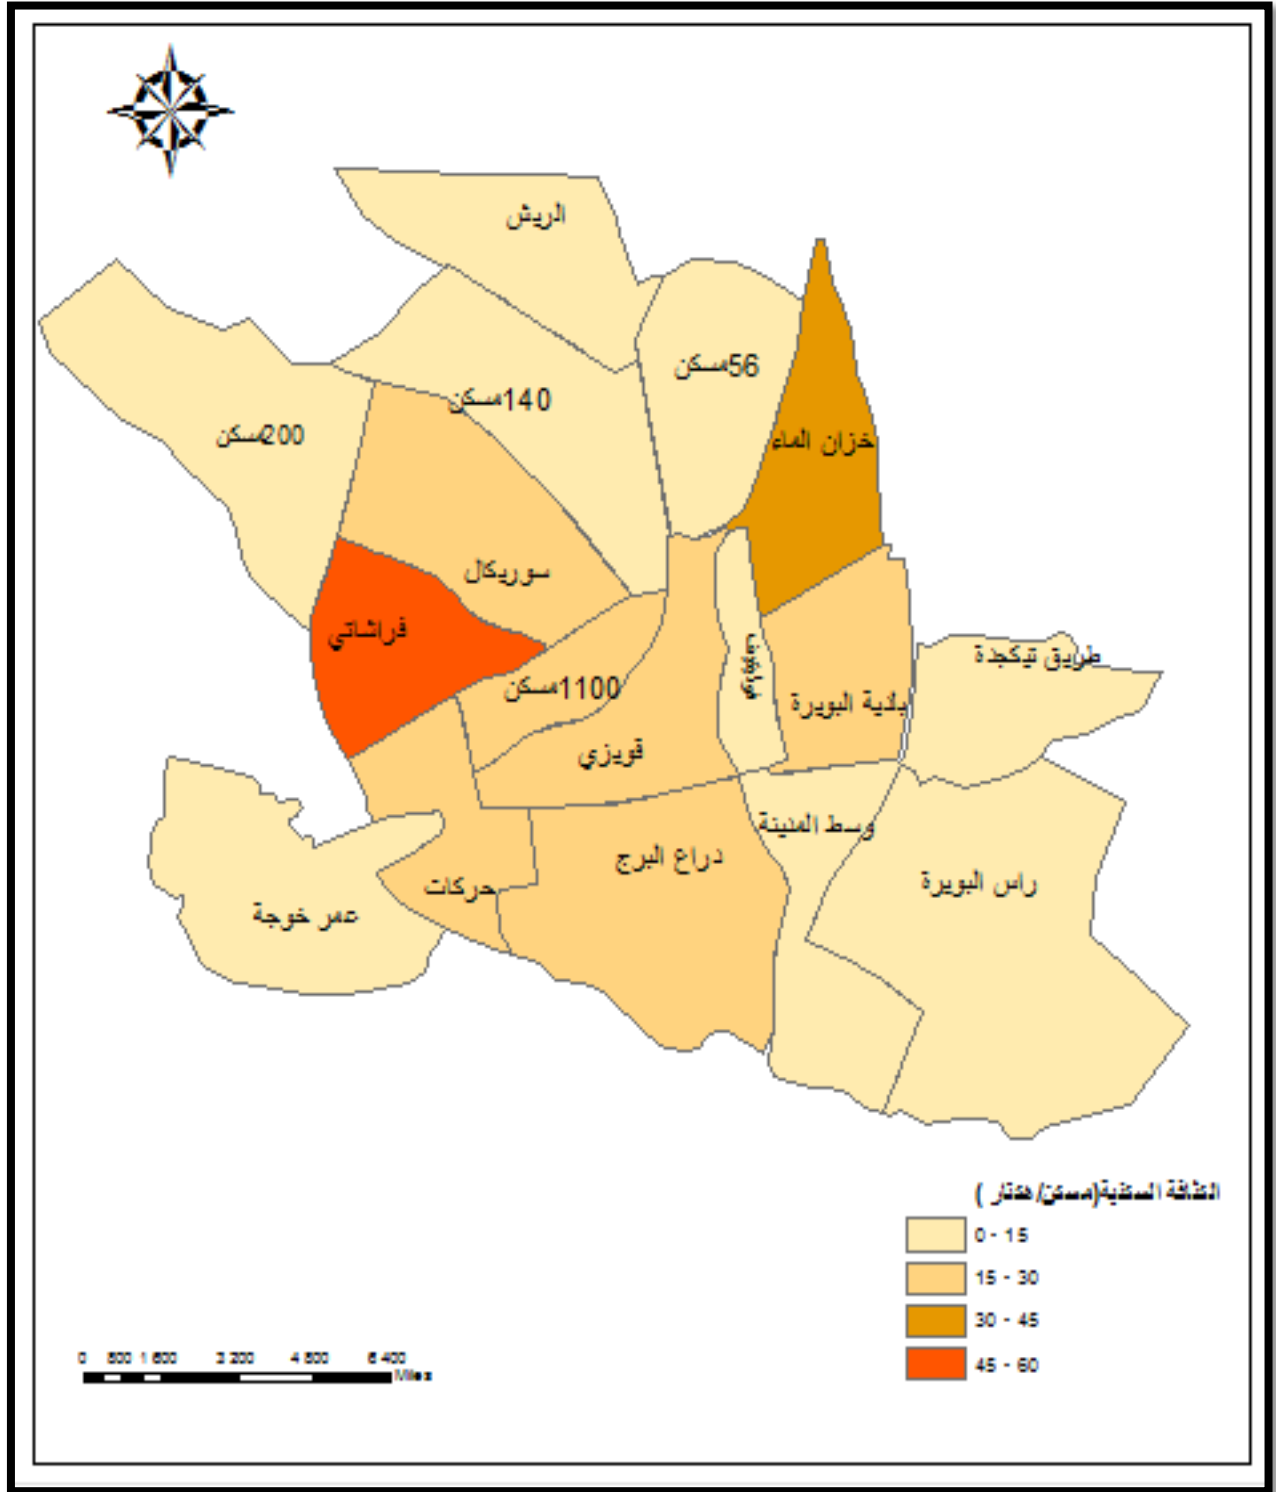 الريش
56مسكن
140مسكن
200مسكن
خزان الماء
سوريكال
فراشاتي
طريق تيكجدة
1100مسكن
بلدية البويرة
قويزي
وسط المدينة
دراع البرج
راس البويرة
حركات
عمر خوجة
الكثافة السكنية(مسكن/هكتار )
0 - 15
15 - 30
30 - 45
45 - 60
0 800 1 600 3 200 4 800 6 400
Miles